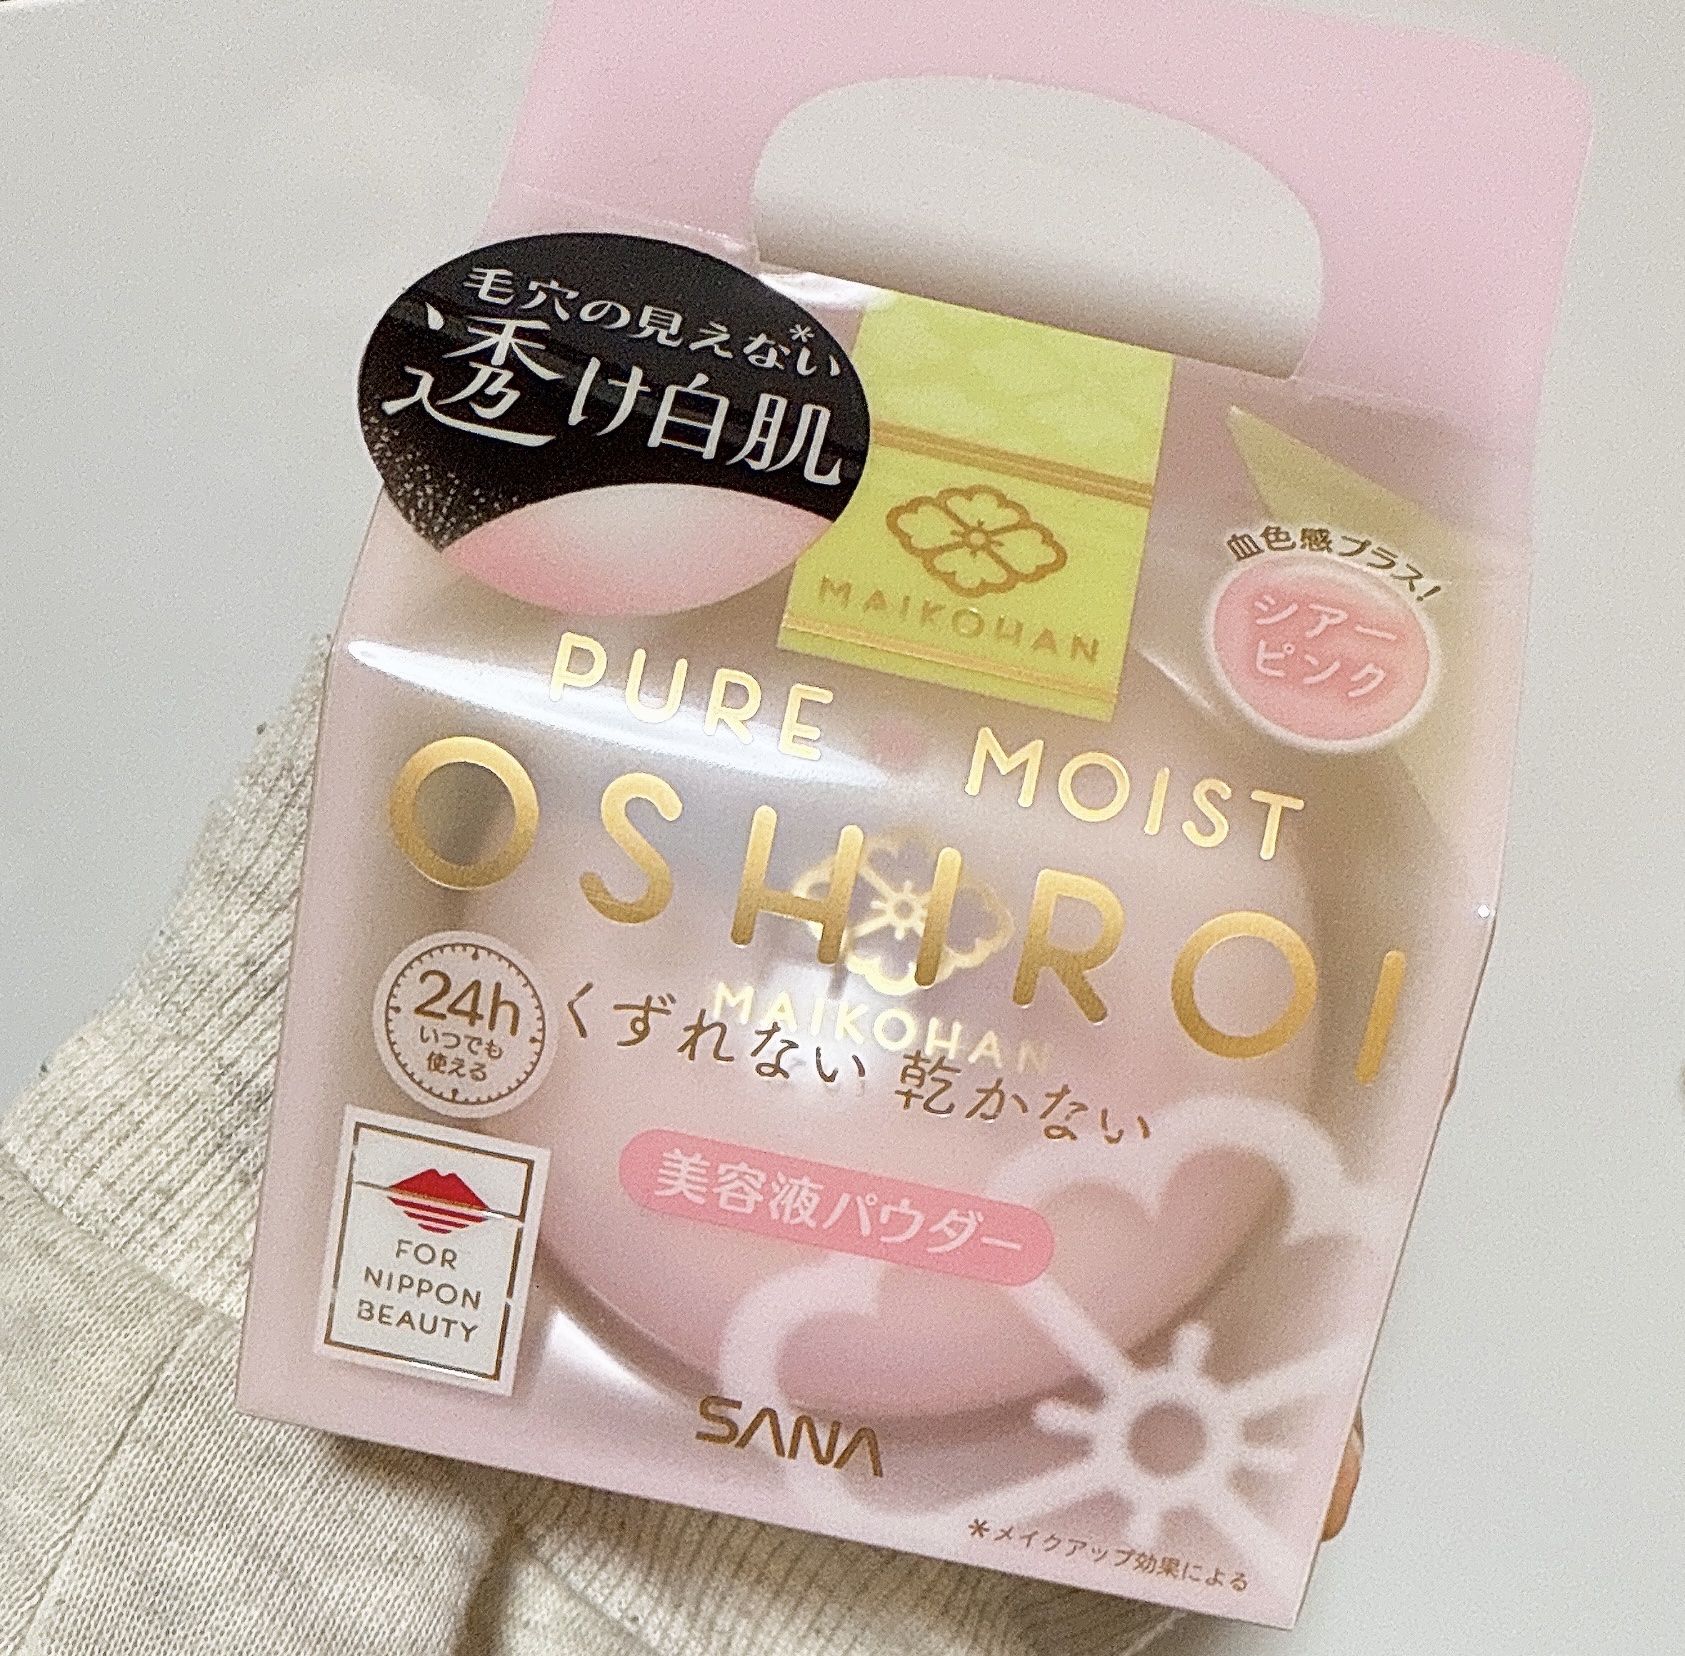 毛穴の見えない*
透け白肌
MAIKOHAN
血色感プラス!
シアー
ピンク
PURE MOIST
OSHIROI
MAIKOHAN
24h
いつでも
使える
くずれない 乾かない
美容液パウダー
FOR
NIPPON
BEAUTY
SANA
*メイクアップ効果による